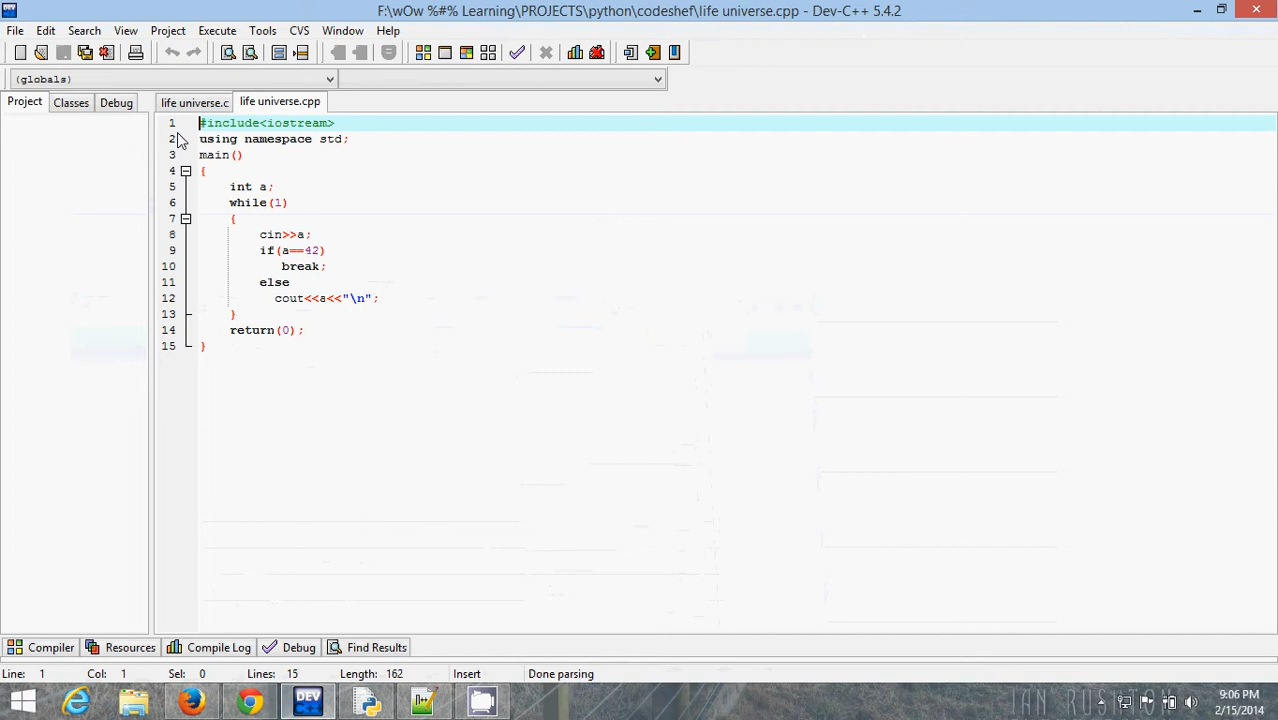 F:\wOw %#% Learning\PROJECTS\python\codeshef\life universe.cpp - Dev-C++ 5.4.2
File Edit Search View Project Execute Tools CVS Window Help
(globals)
Project Classes Debug life universe.c life universe.cpp
1 #include<iostream>
2 using namespace std;
3 main()
4 {
5 int a;
6 while(1)
7 {
8 cin>>a;
9 if(a==42)
10 break;
11 else
12 cout<<a<<"\n";
13 }
14 return(0);
15 }
Compiler Resources Compile Log Debug Find Results
Line: 1 Col: 1 Sel: 0 Lines: 15 Length: 162 Insert Done parsing
DEV C++
9:06 PM
2/15/2014